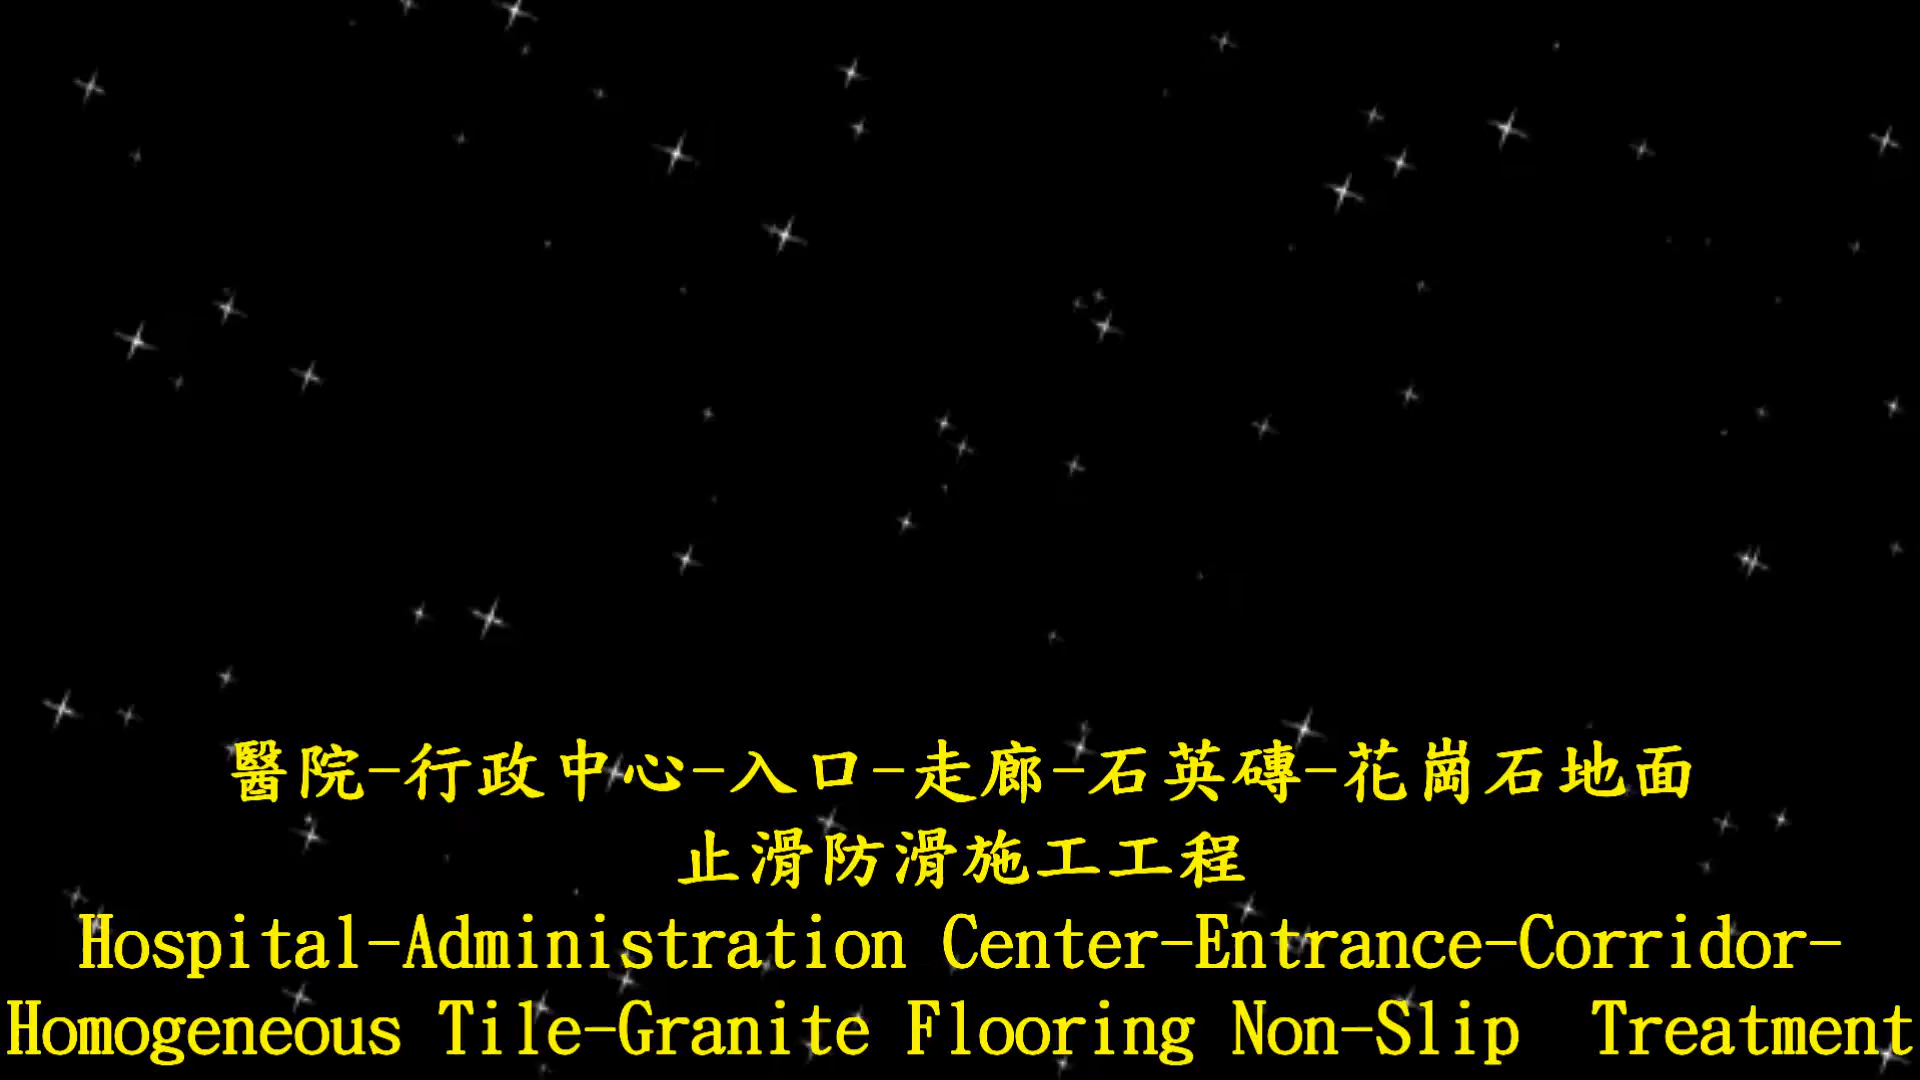 醫院-行政中心-入口-走廊-石英磚-花崗石地面
止滑防滑施工工程
Hospital-Administration Center-Entrance-Corridor-
Homogeneous Tile-Granite Flooring Non-Slip  Treatment